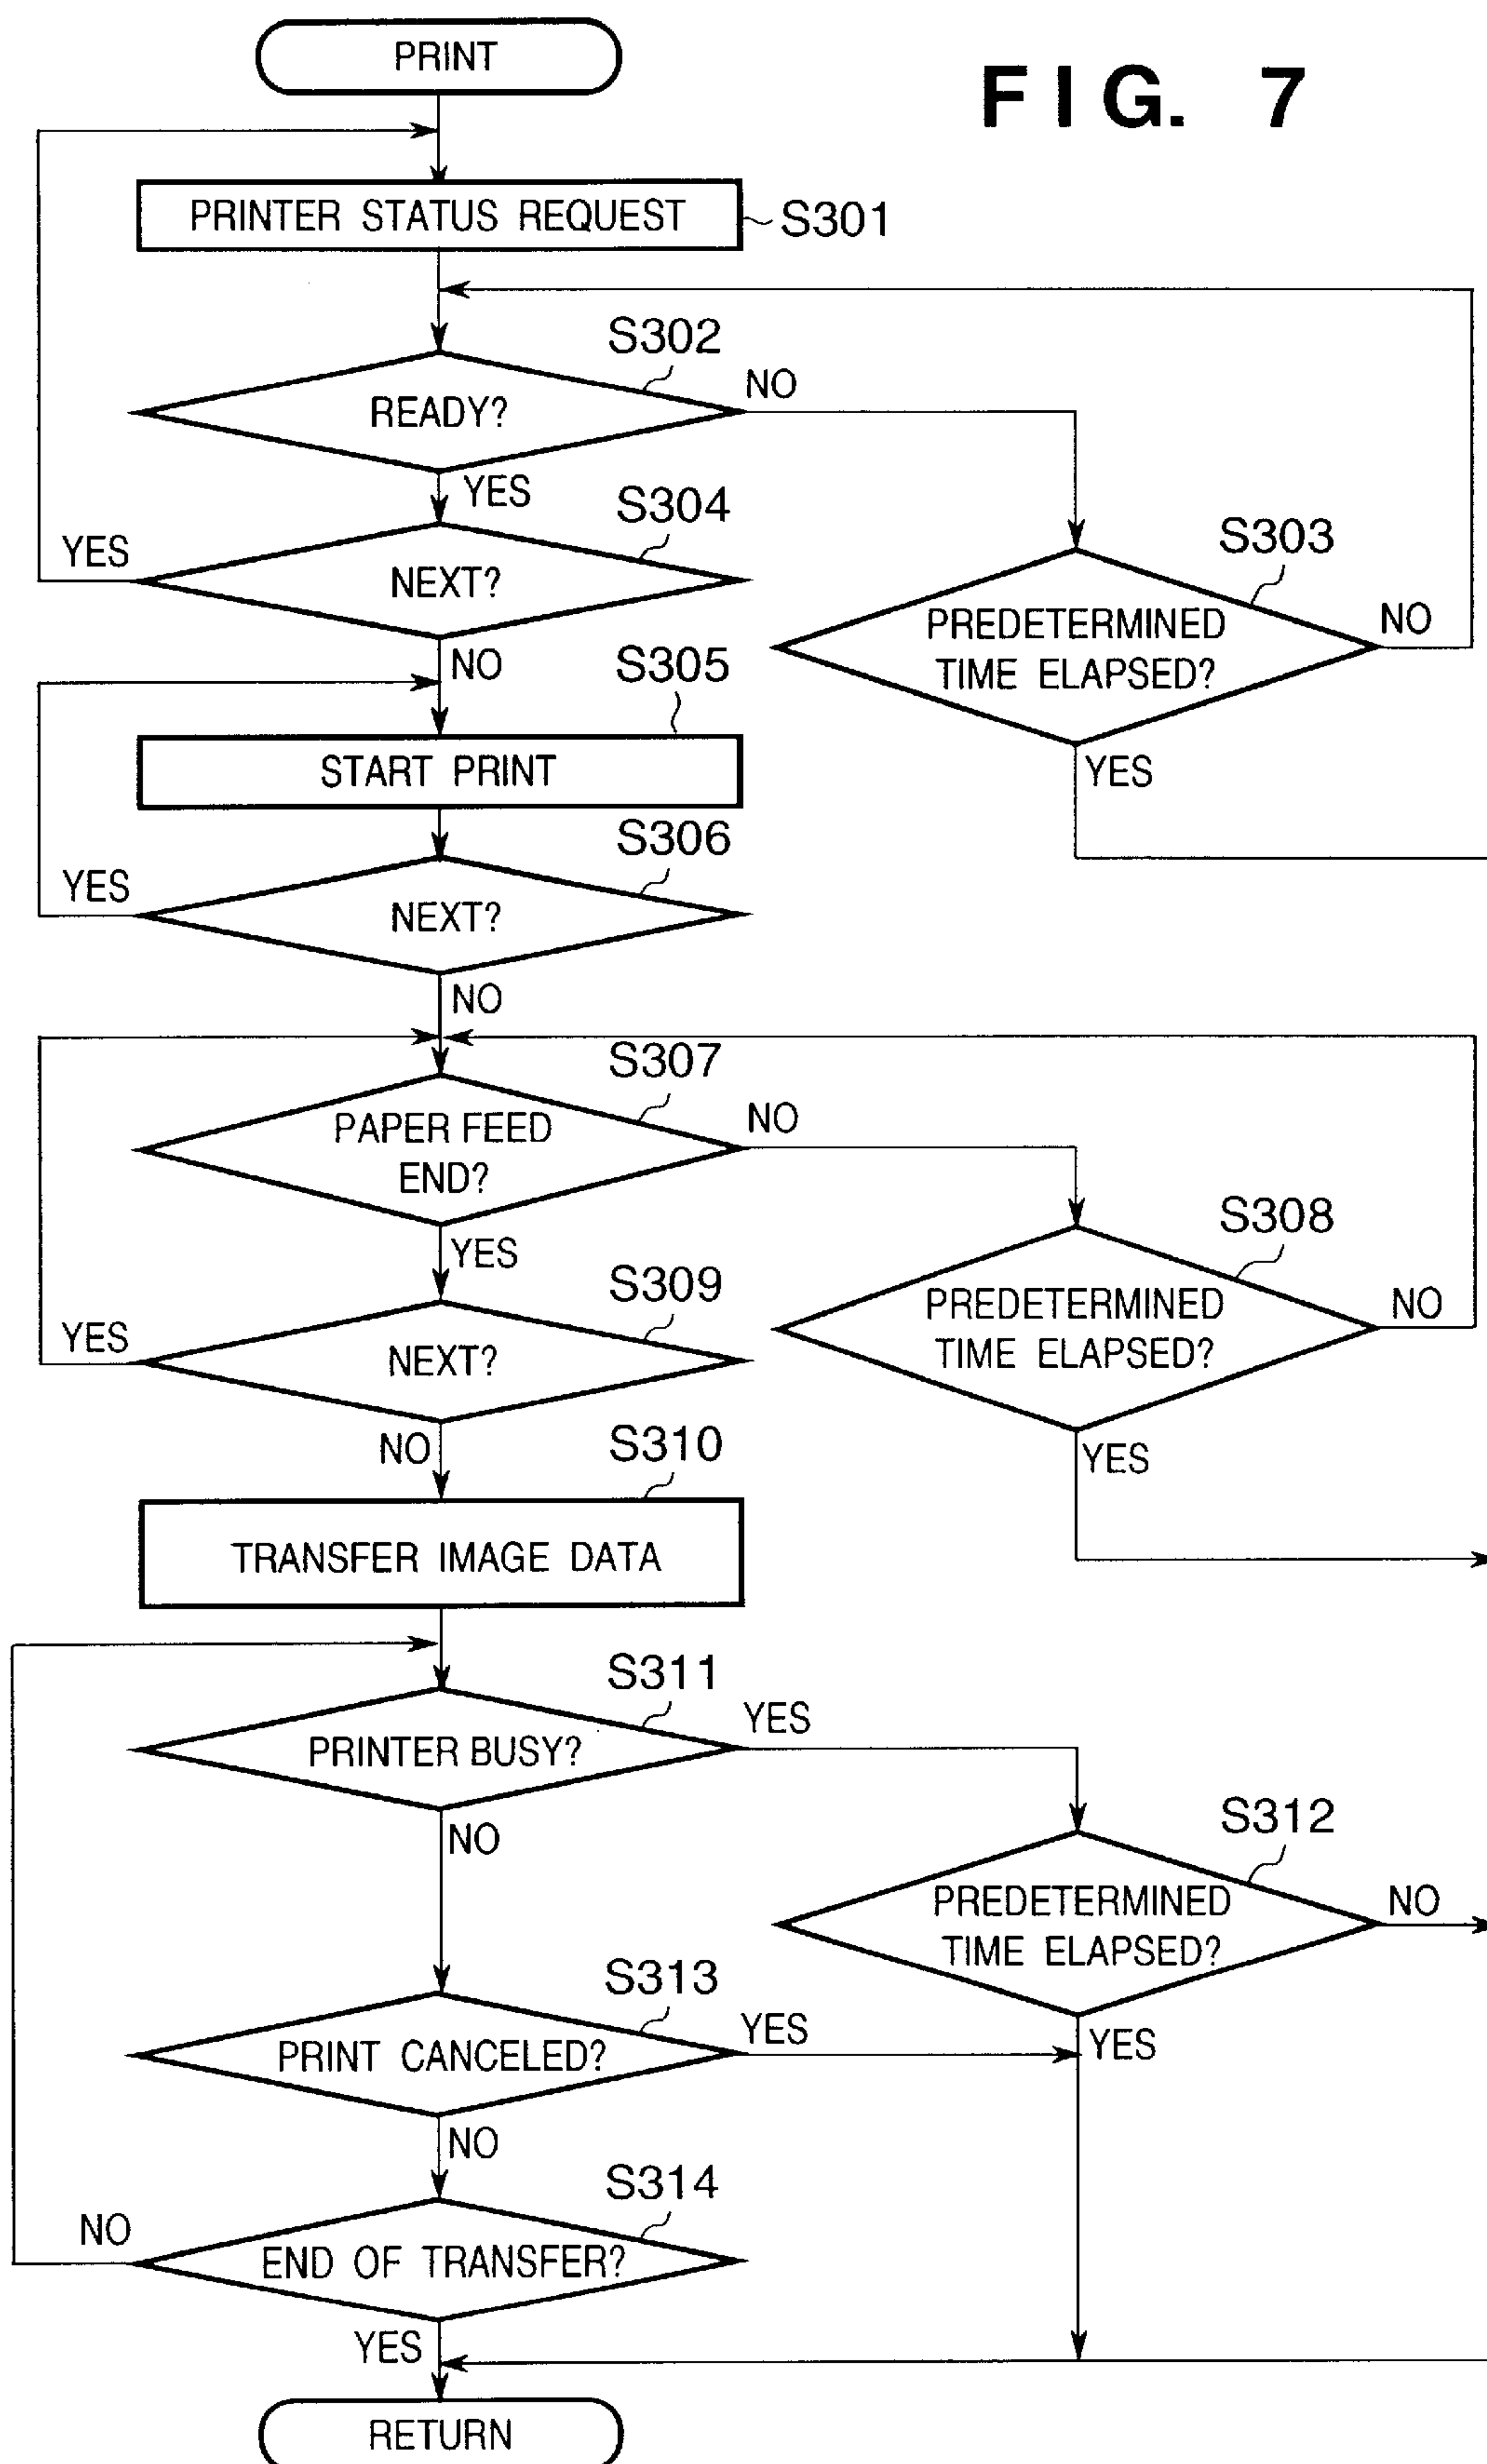 PRINT
FIG. 7
PRINTER STATUS REQUEST
S301
S302
READY?
NO
YES
S304
YES
NEXT?
NO
S303
PREDETERMINED
TIME ELAPSED?
NO
YES
S305
START PRINT
S306
YES
NEXT?
NO
S307
PAPER FEED
END?
NO
YES
S308
PREDETERMINED
TIME ELAPSED?
NO
YES
S309
YES
NEXT?
NO
S310
TRANSFER IMAGE DATA
S311
PRINTER BUSY?
YES
NO
S312
PREDETERMINED
TIME ELAPSED?
NO
YES
S313
PRINT CANCELED?
YES
NO
S314
NO
END OF TRANSFER?
YES
RETURN